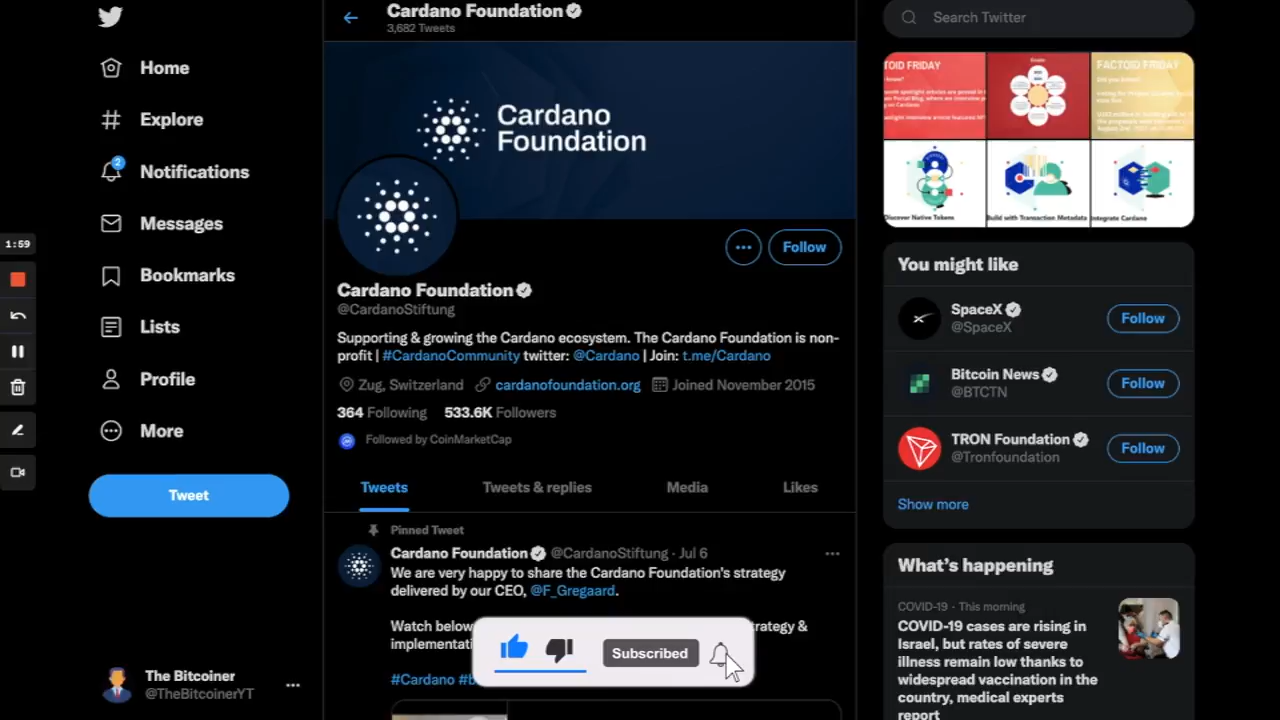 Cardano Foundation
3,682 Tweets
Search Twitter
Home
Explore
2
Notifications
Messages
1:59
Bookmarks
Lists
Profile
More
Tweet
The Bitcoiner
@TheBitcoinerYT
Cardano
Foundation
Follow
Cardano Foundation
@CardanoStiftung
Supporting & growing the Cardano ecosystem. The Cardano Foundation is non-
profit | #CardanoCommunity twitter: @Cardano | Join: t.me/Cardano
Zug, Switzerland cardanofoundation.org Joined November 2015
364 Following 533.6K Followers
Followed by CoinMarketCap
Tweets Tweets & replies Media Likes
Pinned Tweet
Cardano Foundation @CardanoStiftung · Jul 6
We are very happy to share the Cardano Foundation's strategy
delivered by our CEO, @F_Gregaard.
Watch below
rategy &
implementati
#Cardano #b
Subscribed
TOID FRIDAY
FACTOID FRIDAY
Discover Native Tokens
Build with Transaction Metadata
Integrate Cardano
You might like
SpaceX
@SpaceX
Follow
Bitcoin News
@BTCTN
Follow
TRON Foundation
@Tronfoundation
Follow
Show more
What's happening
COVID-19 · This morning
COVID-19 cases are rising in
Israel, but rates of severe
illness remain low thanks to
widespread vaccination in the
country, medical experts
report